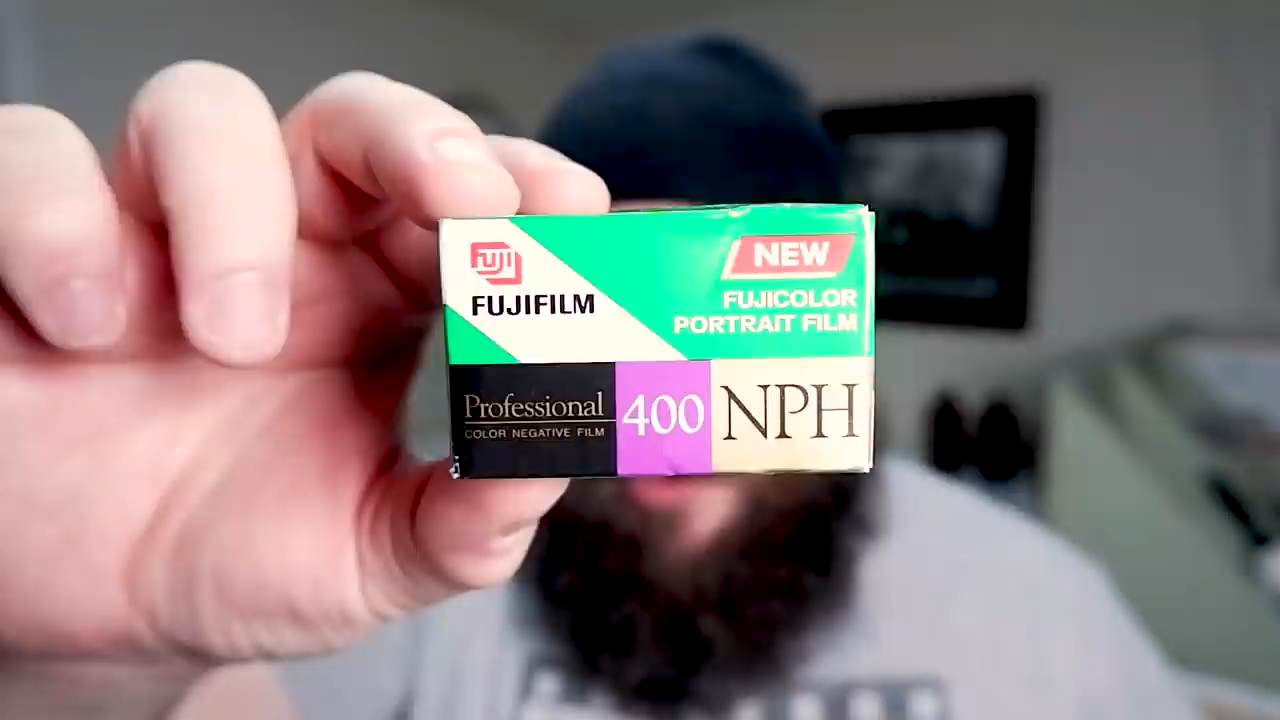 FUJI
FUJIFILM
NEW
FUJICOLOR
PORTRAIT FILM
Professional
COLOR NEGATIVE FILM
400
NPH